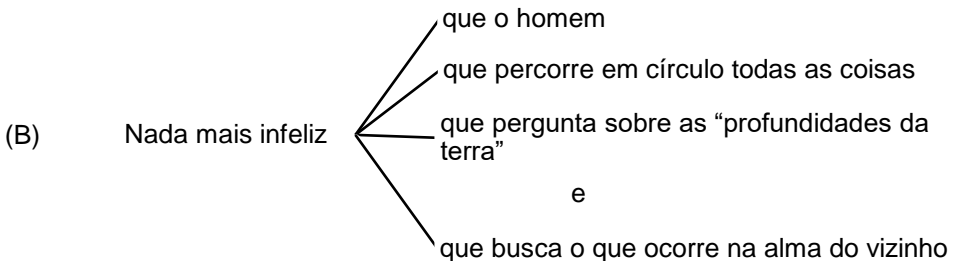 que o homem
que percorre em círculo todas as coisas
(B) Nada mais infeliz
que pergunta sobre as “profundidades da
terra”
e
que busca o que ocorre na alma do vizinho